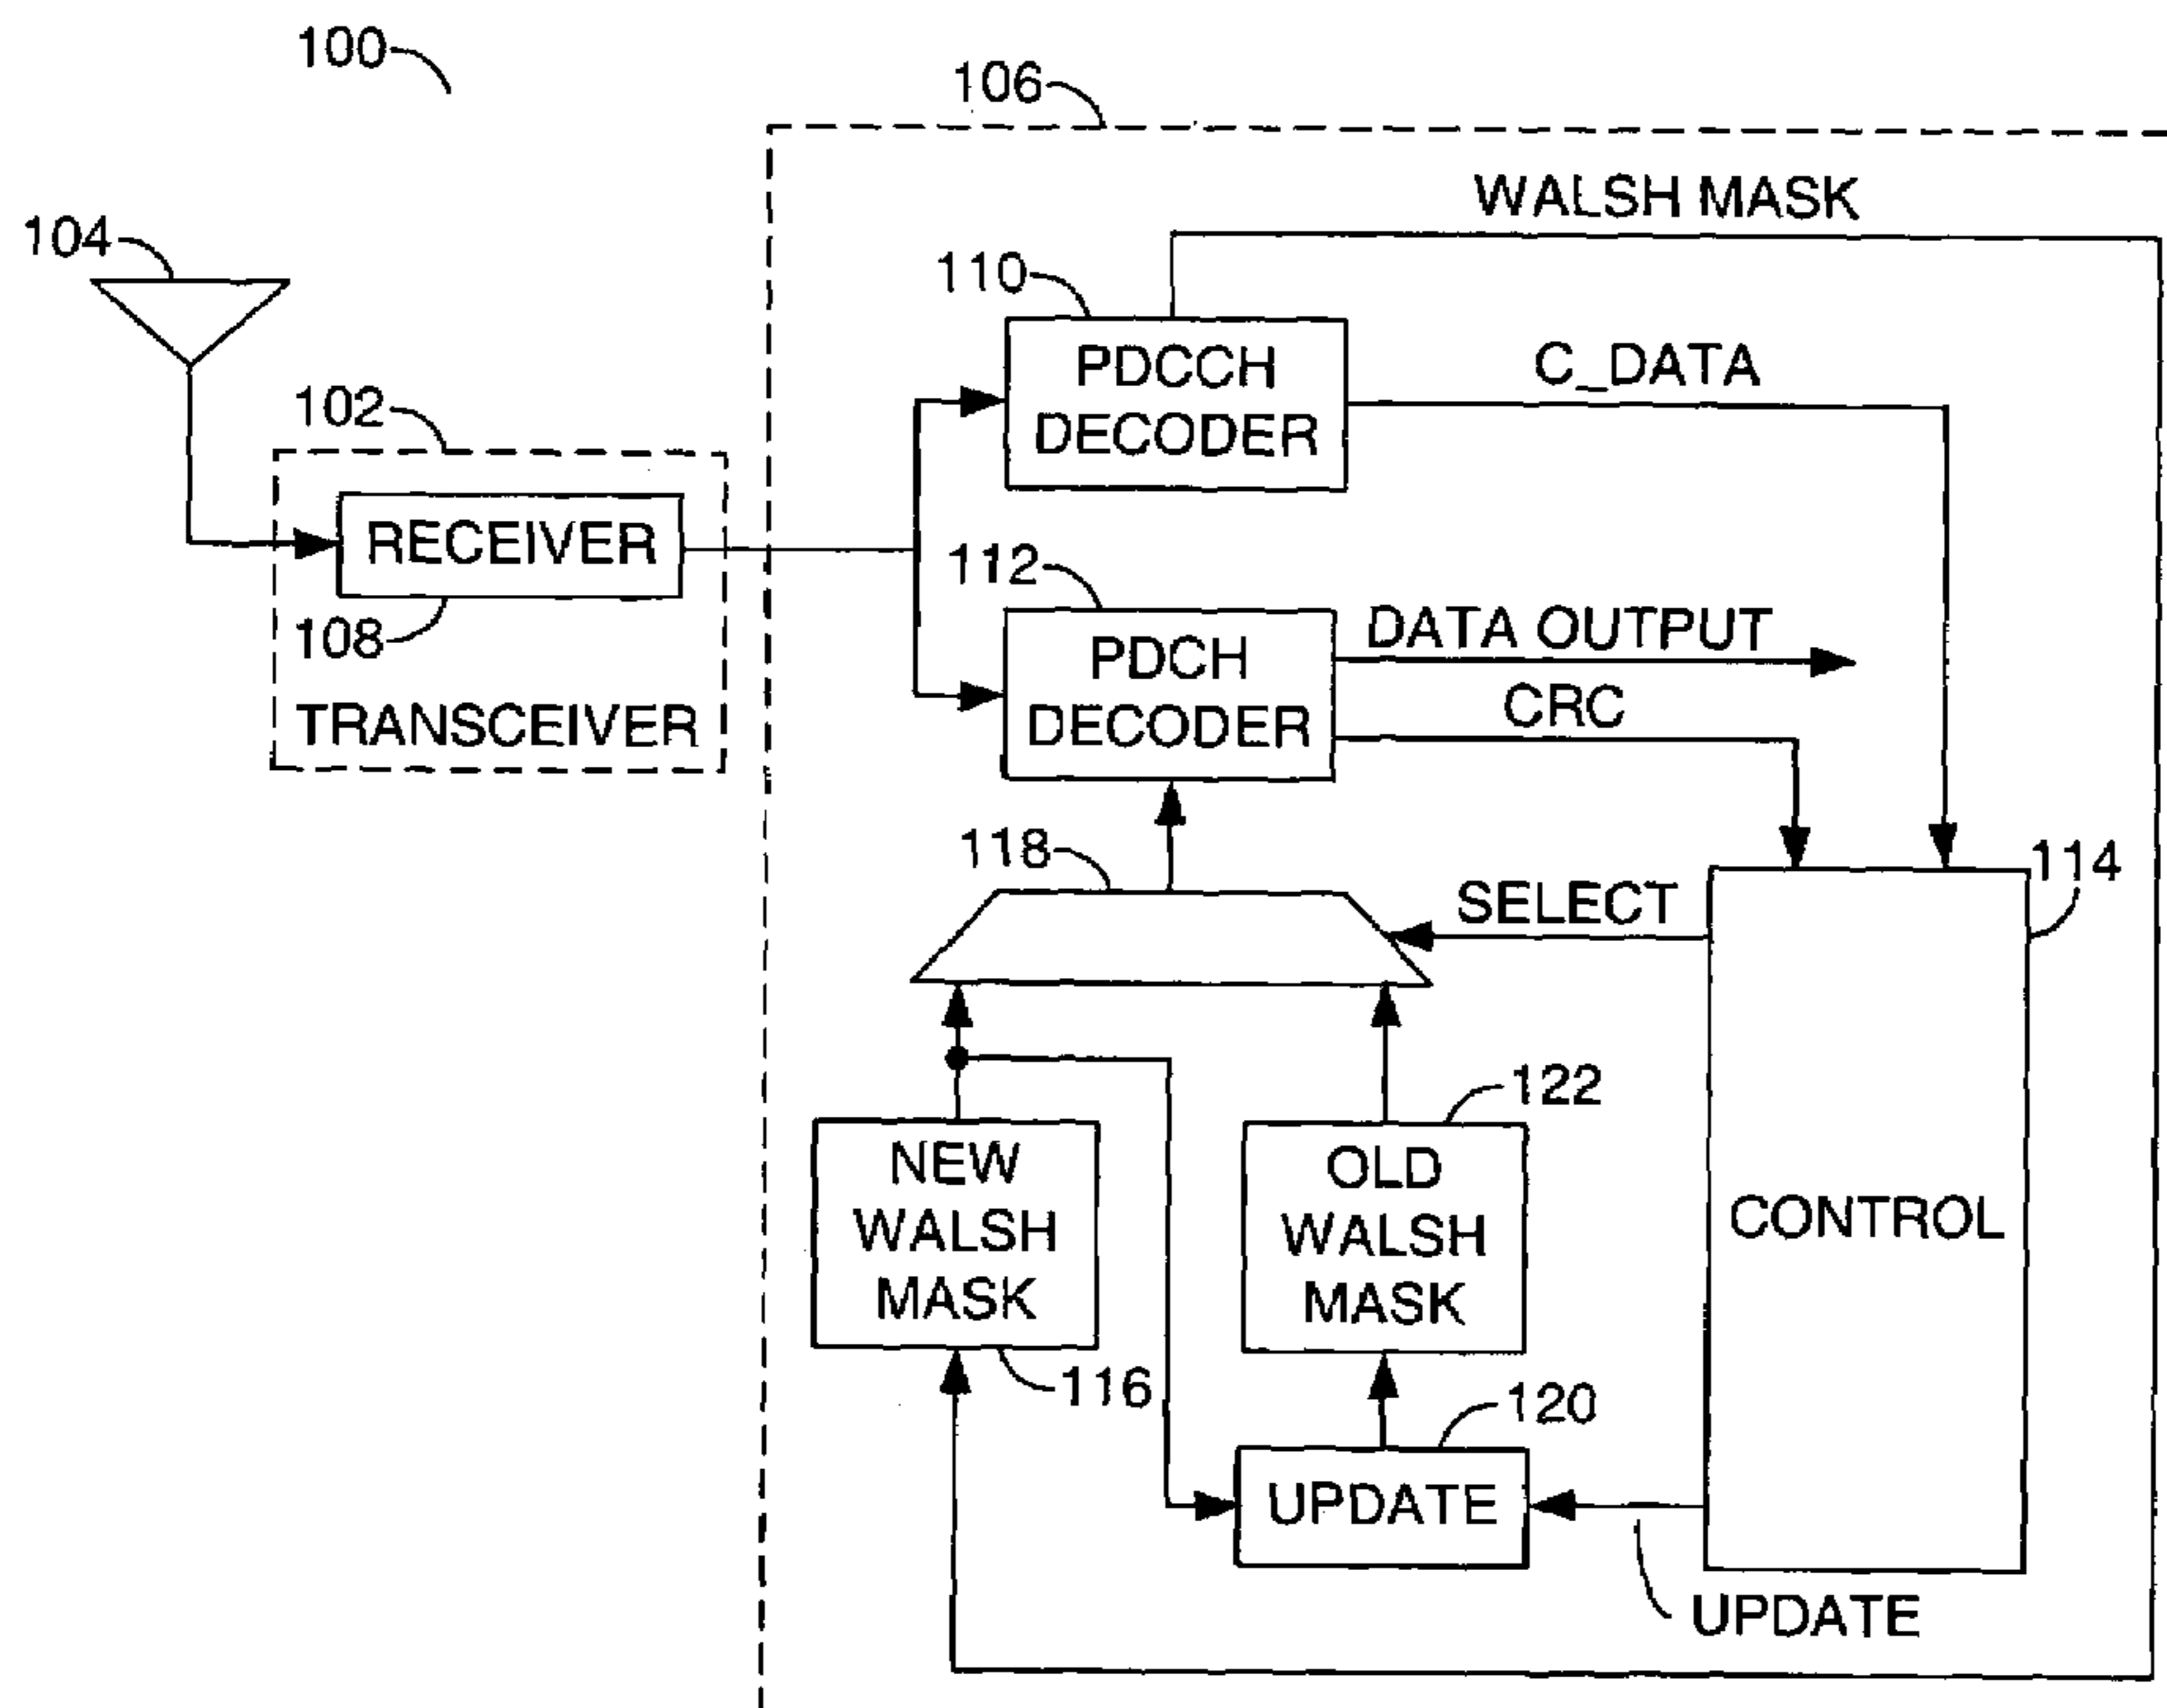 100
106
WALSH MASK
104
110
PDCCH
DECODER
C_DATA
102
RECEIVER
108
TRANSCEIVER
112
PDCH
DECODER
DATA OUTPUT
CRC
118
SELECT
114
NEW
WALSH
MASK
116
122
OLD
WALSH
MASK
CONTROL
120
UPDATE
UPDATE